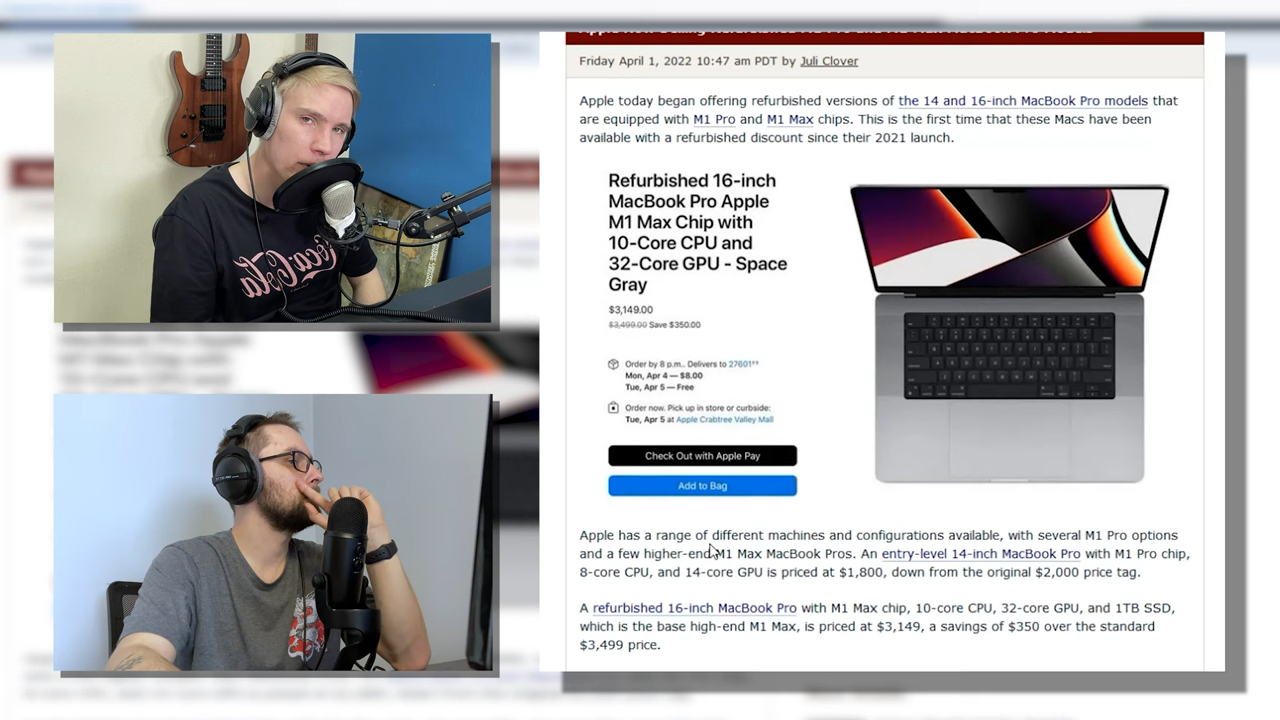 Friday April 1, 2022 10:47 am PDT by Juli Clover
Apple today began offering refurbished versions of the 14 and 16-inch MacBook Pro models that
are equipped with M1 Pro and M1 Max chips. This is the first time that these Macs have been
available with a refurbished discount since their 2021 launch.
Refurbished 16-inch
MacBook Pro Apple
M1 Max Chip with
10-Core CPU and
32-Core GPU - Space
Gray
$3,149.00
$3,499.00 Save $350.00
Order by 8 p.m.. Delivers to 27601††
Mon, Apr 4 — $8.00
Tue, Apr 5 — Free
Order now. Pick up in store or curbside:
Tue, Apr 5 at Apple Crabtree Valley Mall
Check Out with Apple Pay
Add to Bag
Apple has a range of different machines and configurations available, with several M1 Pro options
and a few higher-end M1 Max MacBook Pros. An entry-level 14-inch MacBook Pro with M1 Pro chip,
8-core CPU, and 14-core GPU is priced at $1,800, down from the original $2,000 price tag.
A refurbished 16-inch MacBook Pro with M1 Max chip, 10-core CPU, 32-core GPU, and 1TB SSD,
which is the base high-end M1 Max, is priced at $3,149, a savings of $350 over the standard
$3,499 price.
Coca-Cola